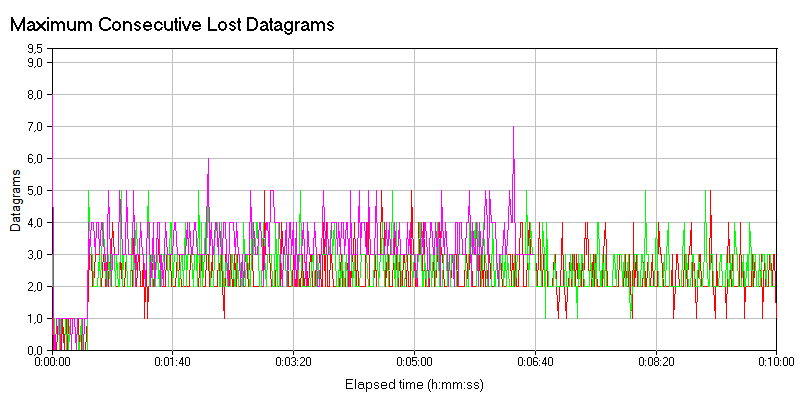 Maximum Consecutive Lost Datagrams
9,5
9,0
8,0
7,0
6,0
5,0
4,0
3,0
2,0
1,0
0,0
Datagrams
0:00:00 0:01:40 0:03:20 0:05:00 0:06:40 0:08:20 0:10:00
Elapsed time (h:mm:ss)